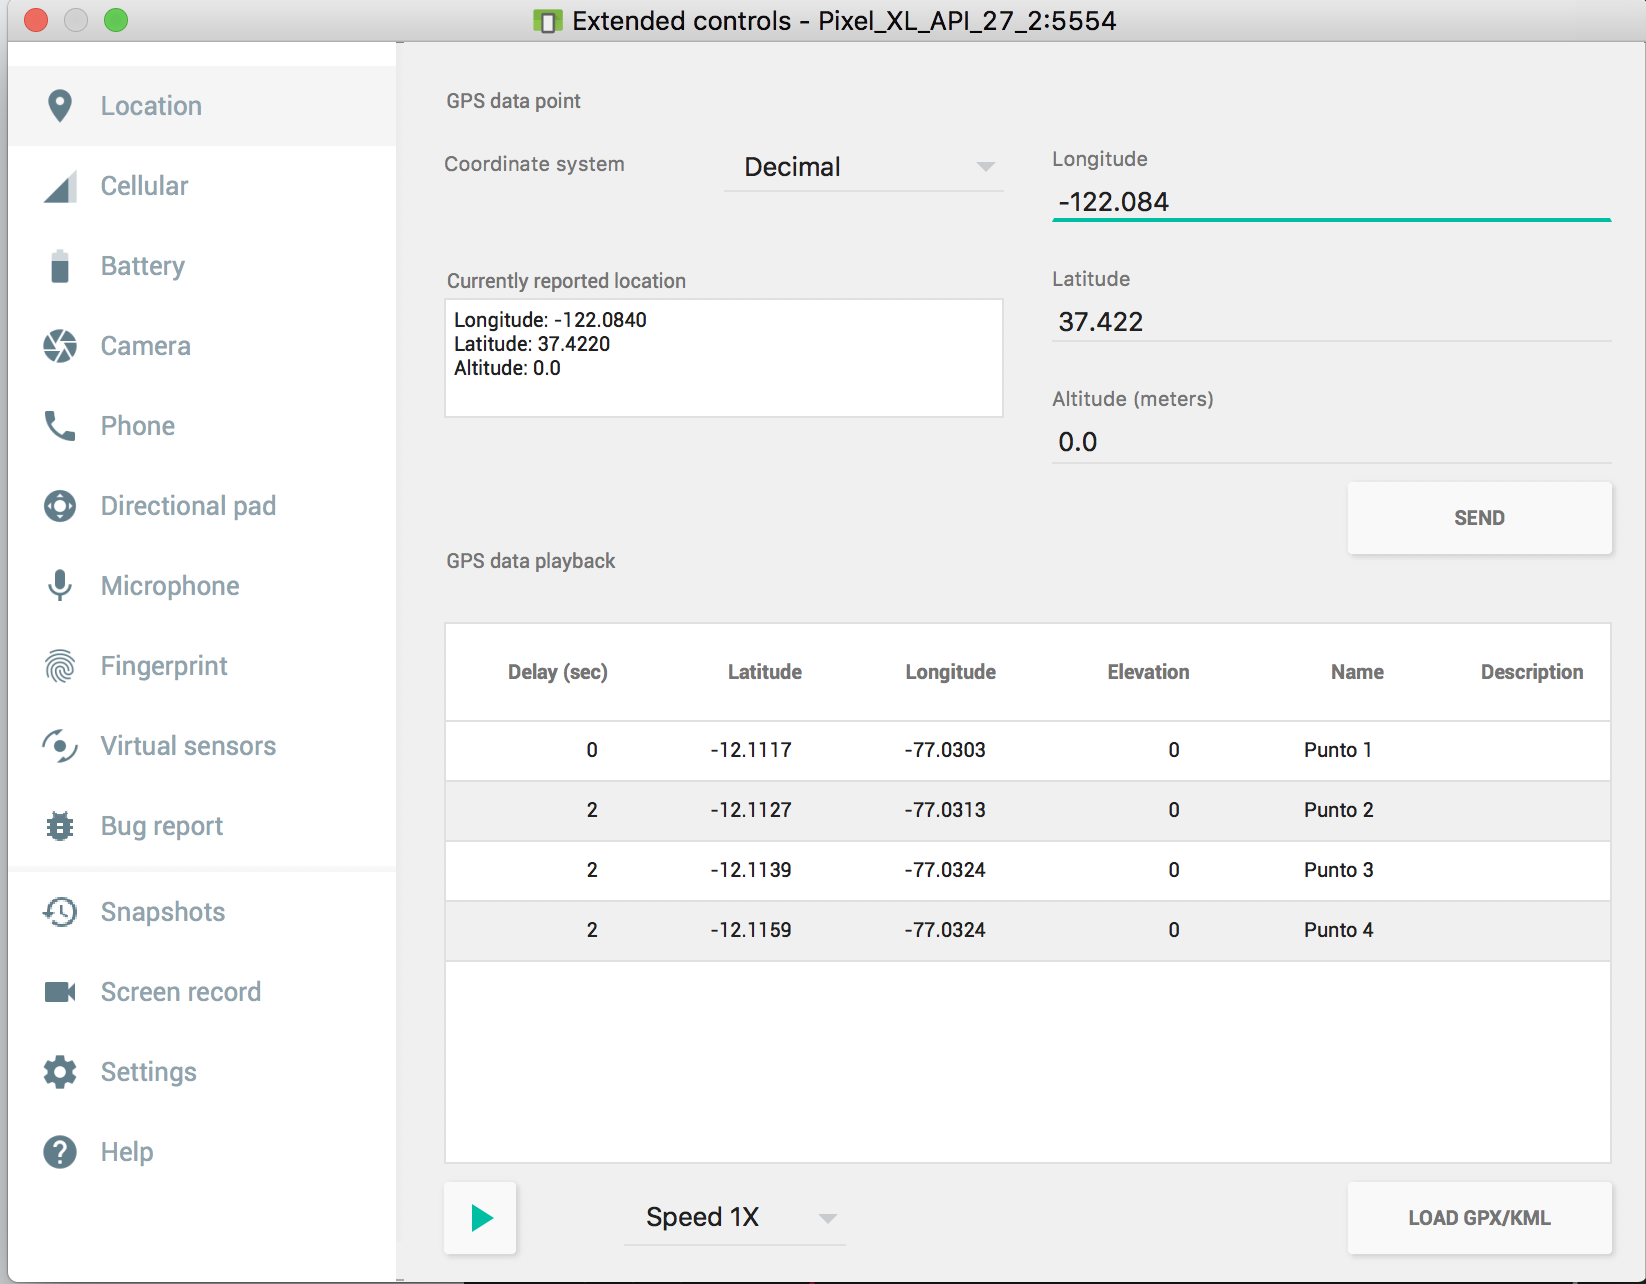 Extended controls - Pixel_XL_API_27_2:5554
Location
Cellular
Battery
Camera
Phone
Directional pad
Microphone
Fingerprint
Virtual sensors
Bug report
Snapshots
Screen record
Settings
Help
GPS data point
Coordinate system
Decimal
Longitude
-122.084
Currently reported location
Longitude: -122.0840
Latitude: 37.4220
Altitude: 0.0
Latitude
37.422
Altitude (meters)
0.0
SEND
GPS data playback
Delay (sec) Latitude Longitude Elevation Name Description
0 -12.1117 -77.0303 0 Punto 1
2 -12.1127 -77.0313 0 Punto 2
2 -12.1139 -77.0324 0 Punto 3
2 -12.1159 -77.0324 0 Punto 4
Speed 1X
LOAD GPX/KML